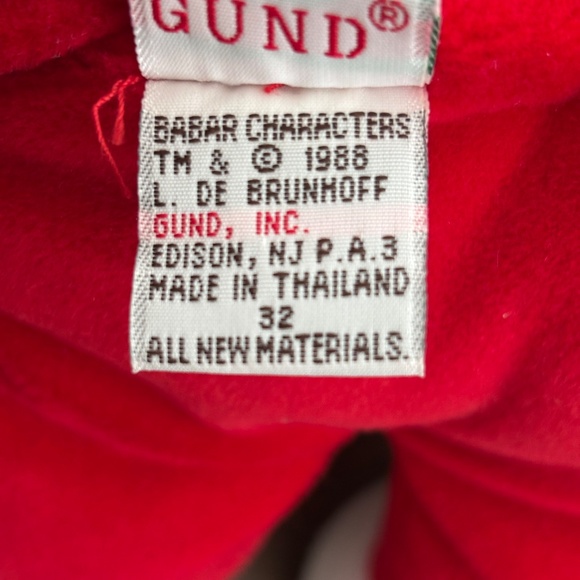 GUND®
BABAR CHARACTERS
TM & © 1988
L. DE BRUNHOFF
GUND, INC.
EDISON, NJ P.A.3
MADE IN THAILAND
32
ALL NEW MATERIALS.